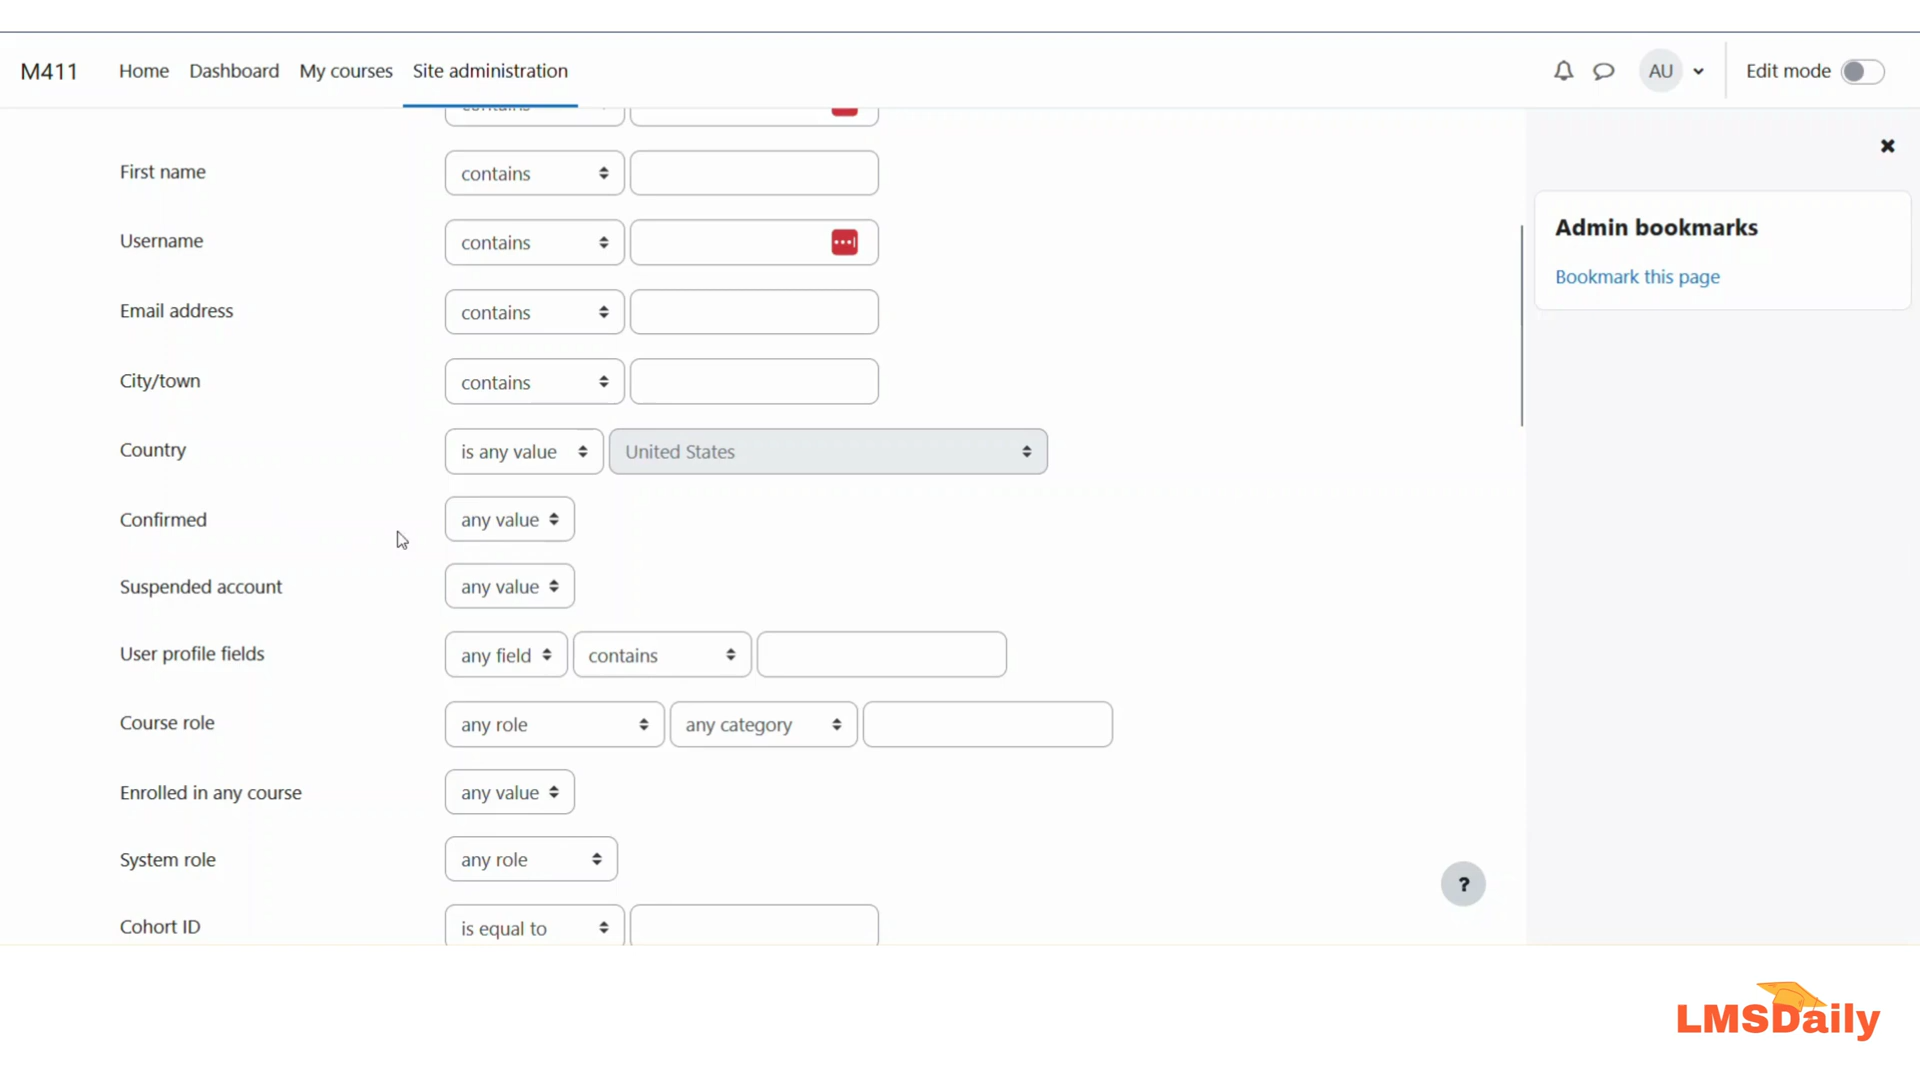 M411 Home Dashboard My courses Site administration AU Edit mode
contains
First name contains
Username contains
Email address contains
City/town contains
Country is any value United States
Confirmed any value
Suspended account any value
User profile fields any field contains
Course role any role any category
Enrolled in any course any value
System role any role
Cohort ID is equal to
Admin bookmarks
Bookmark this page
?
LMSDaily